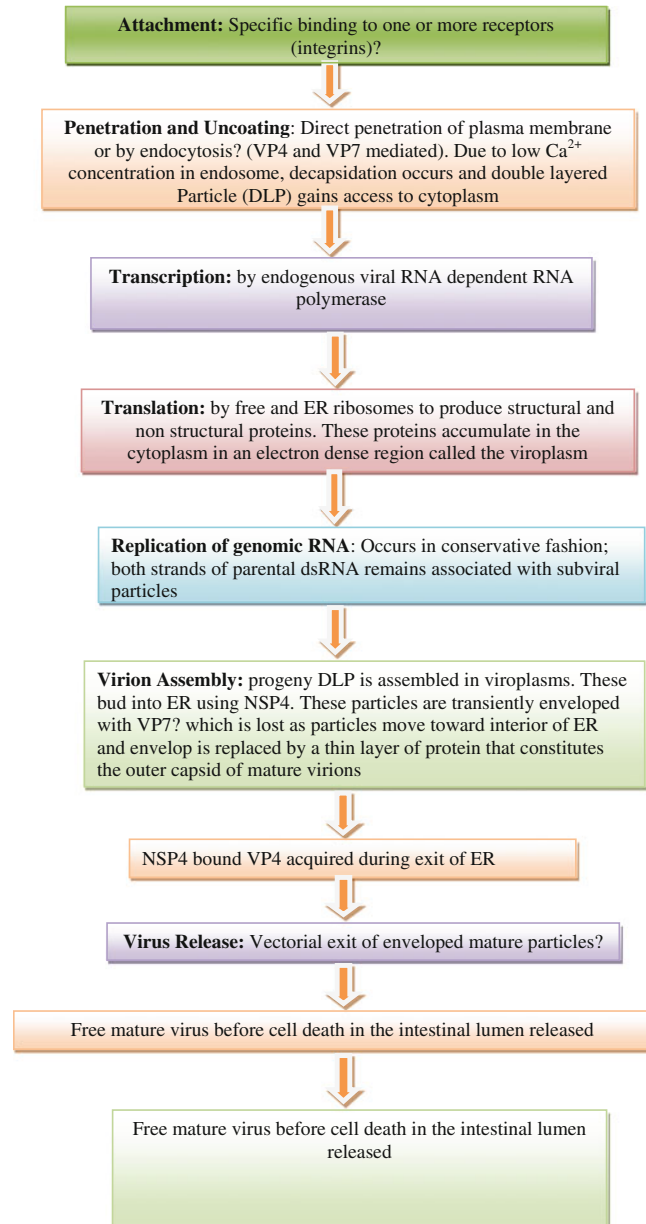 Attachment: Specific binding to one or more receptors
(integrins)?
Penetration and Uncoating: Direct penetration of plasma membrane
or by endocytosis? (VP4 and VP7 mediated). Due to low Ca2+
concentration in endosome, decapsidation occurs and double layered
Particle (DLP) gains access to cytoplasm
Transcription: by endogenous viral RNA dependent RNA
polymerase
Translation: by free and ER ribosomes to produce structural and
non structural proteins. These proteins accumulate in the
cytoplasm in an electron dense region called the viroplasm
Replication of genomic RNA: Occurs in conservative fashion;
both strands of parental dsRNA remains associated with subviral
particles
Virion Assembly: progeny DLP is assembled in viroplasms. These
bud into ER using NSP4. These particles are transiently enveloped
with VP7? which is lost as particles move toward interior of ER
and envelop is replaced by a thin layer of protein that constitutes
the outer capsid of mature virions
NSP4 bound VP4 acquired during exit of ER
Virus Release: Vectorial exit of enveloped mature particles?
Free mature virus before cell death in the intestinal lumen released
Free mature virus before cell death in the intestinal lumen
released